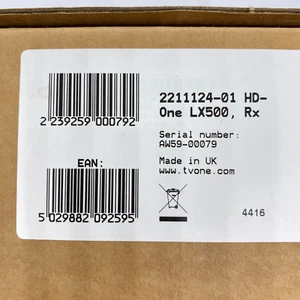 2211124-01 HD-
One LX500, Rx
2 239259 000792
Serial number:
AW59-00079
EAN:
Made in UK
www.tvone.com
5 029882 092595
4416